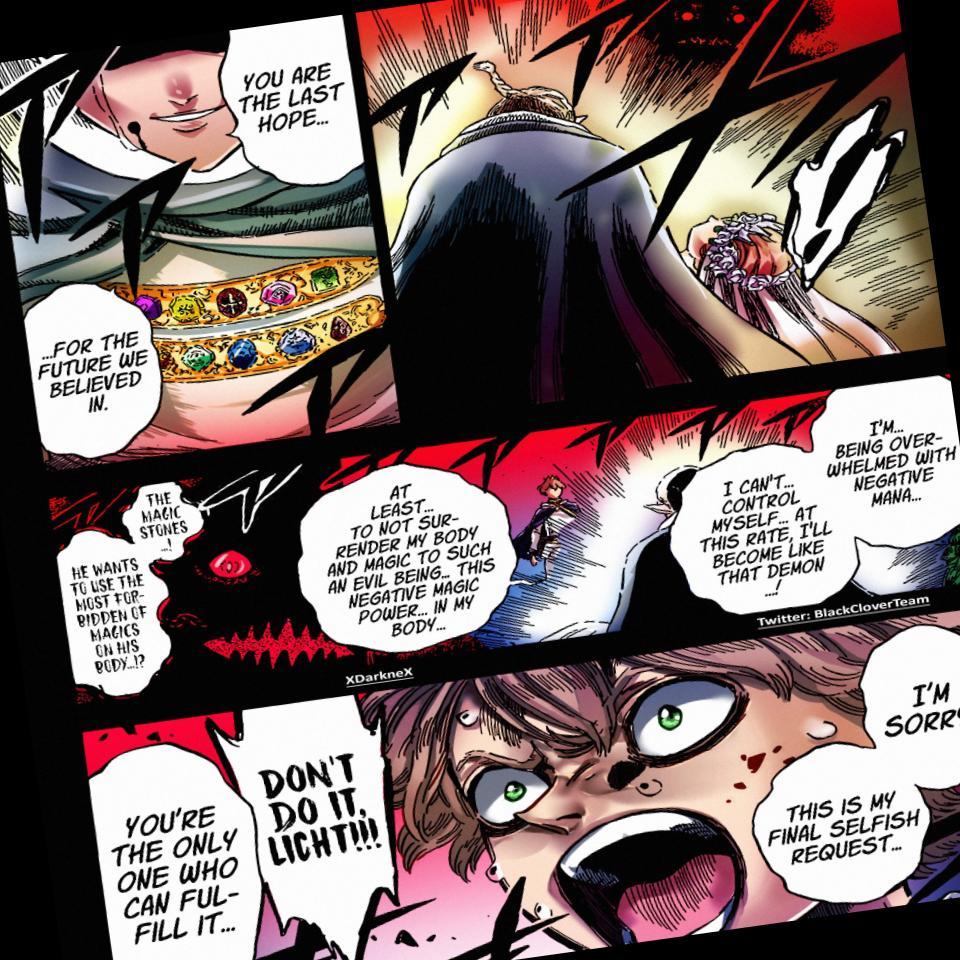 YOU ARE
THE LAST
HOPE...
...FOR THE
FUTURE WE
BELIEVED
IN.
I'M...
BEING OVER-
WHELMED WITH
NEGATIVE
MANA...
I CAN'T...
CONTROL
MYSELF... AT
THIS RATE, I'LL
BECOME LIKE
THAT DEMON
...!
AT
LEAST...
TO NOT SUR-
RENDER MY BODY
AND MAGIC TO SUCH
AN EVIL BEING... THIS
NEGATIVE MAGIC
POWER... IN MY
BODY...
THE
MAGIC
STONES
...!
HE WANTS
TO USE THE
MOST FOR-
BIDDEN OF
MAGICS
ON HIS
BODY...!?
Twitter: BlackCloverTeam
XDarkneX
I'M
SORRY
THIS IS MY
FINAL SELFISH
REQUEST...
DON'T
DO IT,
LICHT!!!
YOU'RE
THE ONLY
ONE WHO
CAN FUL-
FILL IT...